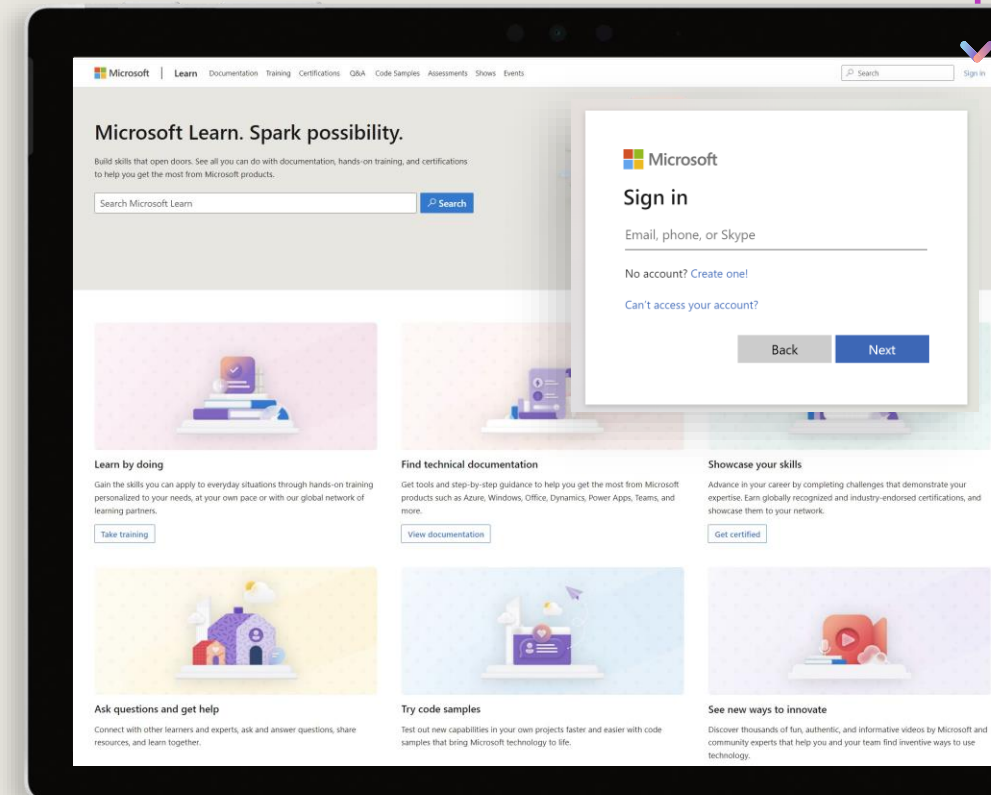 Microsoft Learn Documentation Training Certifications Q&A Code Samples Assessments Shows Events Search Sign in
Microsoft Learn. Spark possibility.
Build skills that open doors. See all you can do with documentation, hands-on training, and certifications
to help you get the most from Microsoft products.
Search Microsoft Learn Search
Microsoft
Sign in
Email, phone, or Skype
No account? Create one!
Can't access your account?
Back Next
Learn by doing
Gain the skills you can apply to everyday situations through hands-on training
personalized to your needs, at your own pace or with our global network of
learning partners.
Take training
Find technical documentation
Get tools and step-by-step guidance to help you get the most from Microsoft
products such as Azure, Windows, Office, Dynamics, Power Apps, Teams, and
more.
View documentation
Showcase your skills
Advance in your career by completing challenges that demonstrate your
expertise. Earn globally recognized and industry-endorsed certifications, and
showcase them to your network.
Get certified
Ask questions and get help
Connect with other learners and experts, ask and answer questions, share
resources, and learn together.
Try code samples
Test out new capabilities in your own projects faster and easier with code
samples that bring Microsoft technology to life.
See new ways to innovate
Discover thousands of fun, authentic, and informative videos by Microsoft and
community experts that help you and your team find inventive ways to use
technology.